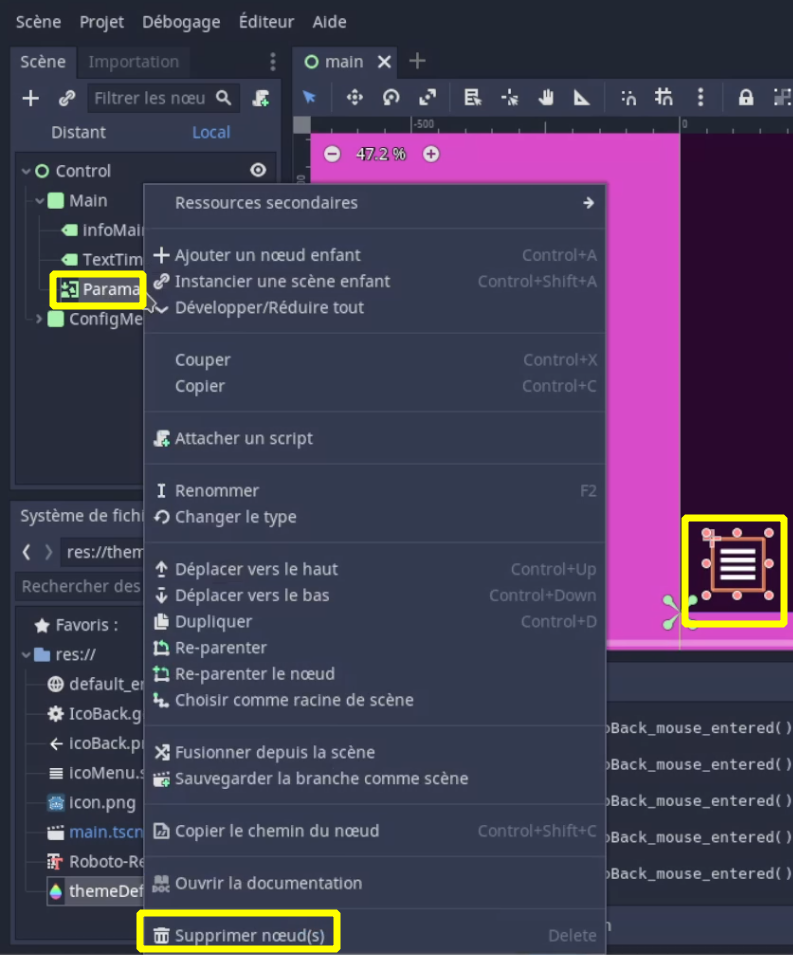 Scène Projet Débogage Éditeur Aide
Scène Importation
main
Filtrer les nœu
Distant Local
-500 0
47.2 %
Control
Main
infoMai
TextTim
Parama
ConfigMe
Ressources secondaires
Ajouter un nœud enfant Control+A
Instancier une scène enfant Control+Shift+A
Développer/Réduire tout
Couper Control+X
Copier Control+C
Attacher un script
Renommer F2
Changer le type
Déplacer vers le haut Control+Up
Déplacer vers le bas Control+Down
Dupliquer Control+D
Re-parenter
Re-parenter le nœud
Choisir comme racine de scène
Fusionner depuis la scène
Sauvegarder la branche comme scène
Copier le chemin du nœud Control+Shift+C
Ouvrir la documentation
Supprimer nœud(s) Delete
Système de fichi
res://them
Rechercher des
Favoris :
res://
default_en
IcoBack.g
icoBack.pn
icoMenu.s
icon.png
main.tscn
Roboto-Re
themeDef
oBack_mouse_entered()
oBack_mouse_entered()
oBack_mouse_entered()
oBack_mouse_entered()
oBack_mouse_entered()